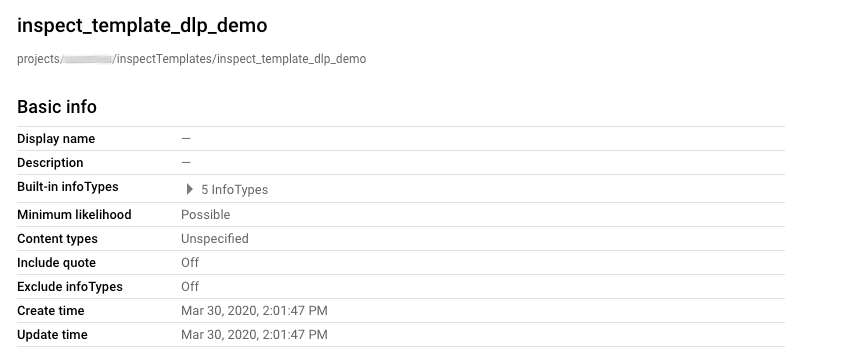 inspect_template_dlp_demo
projects/ /inspectTemplates/inspect_template_dlp_demo
Basic info
Display name —
Description —
Built-in infoTypes 5 InfoTypes
Minimum likelihood Possible
Content types Unspecified
Include quote Off
Exclude infoTypes Off
Create time Mar 30, 2020, 2:01:47 PM
Update time Mar 30, 2020, 2:01:47 PM